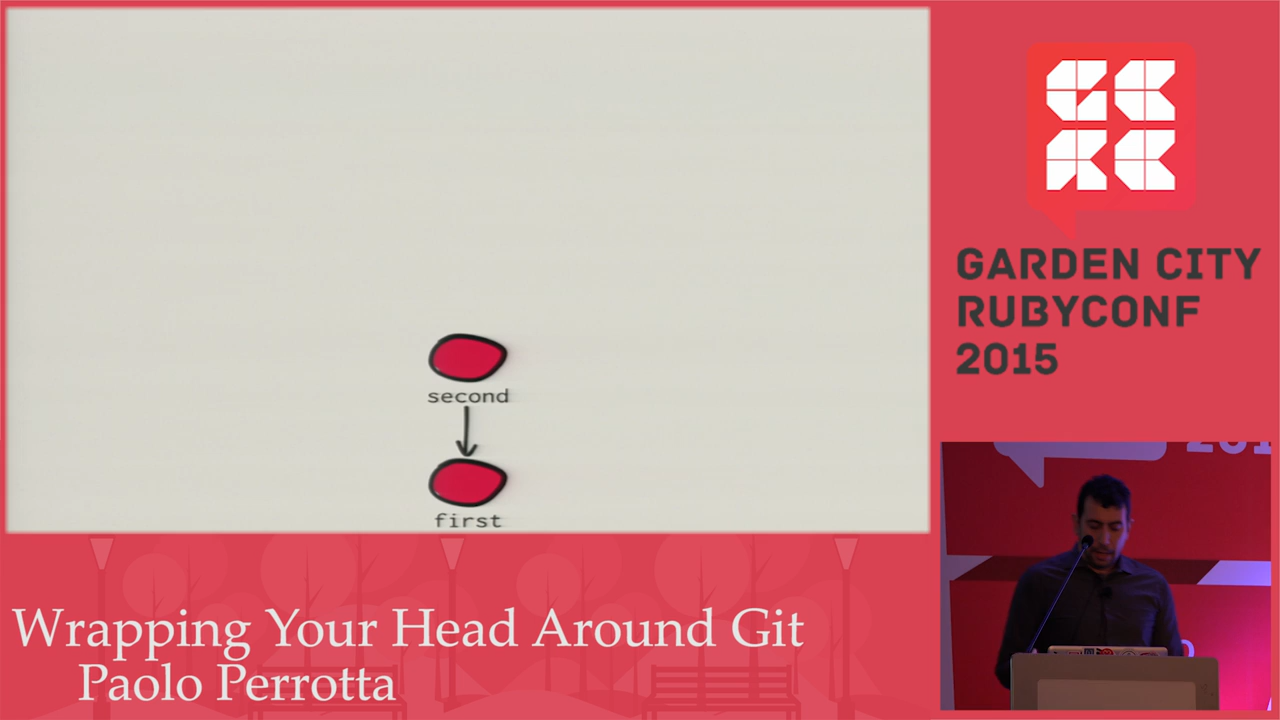 second
first
GARDEN CITY
RUBYCONF
2015
Wrapping Your Head Around Git
Paolo Perrotta